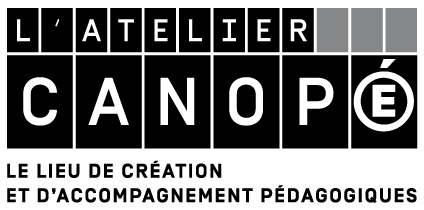 L'ATELIER
CANOPÉ
LE LIEU DE CRÉATION
ET D'ACCOMPAGNEMENT PÉDAGOGIQUES